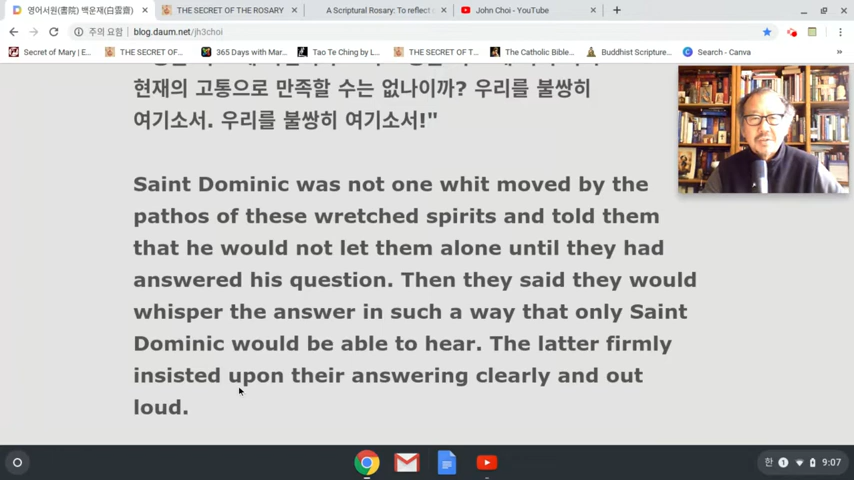 영어서원(書院) 백운재(白雲齋)
THE SECRET OF THE ROSARY
A Scriptural Rosary: To reflect
John Choi - YouTube
주의 요함
blog.daum.net/jh3choi
Secret of Mary | E...
THE SECRET OF...
365 Days with Mar...
Tao Te Ching by L...
THE SECRET OF T...
The Catholic Bible...
Buddhist Scripture...
Search - Canva
현재의 고통으로 만족할 수는 없나이까? 우리를 불쌍히
여기소서. 우리를 불쌍히 여기소서!"
Saint Dominic was not one whit moved by the
pathos of these wretched spirits and told them
that he would not let them alone until they had
answered his question. Then they said they would
whisper the answer in such a way that only Saint
Dominic would be able to hear. The latter firmly
insisted upon their answering clearly and out
loud.
한
1
9:07